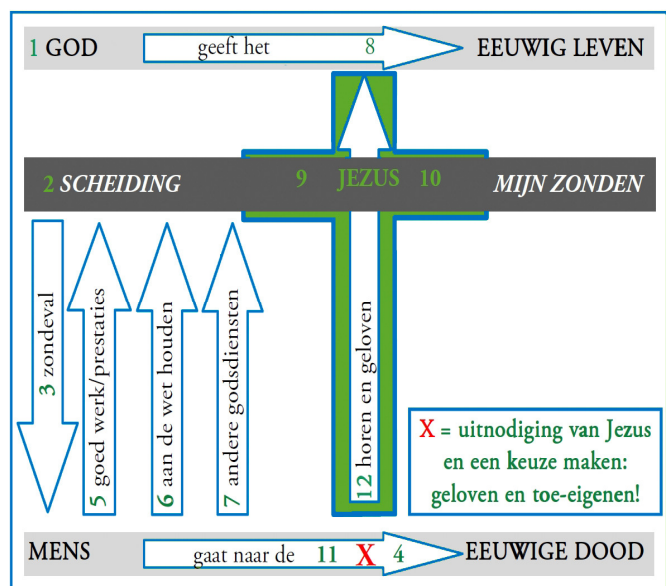 1 GOD geeft het 8 EEUWIG LEVEN
2 SCHEIDING 9 JEZUS 10 MIJN ZONDEN
3 zondeval
5 goed werk/prestaties
6 aan de wet houden
7 andere godsdiensten
12 horen en geloven
X = uitnodiging van Jezus
en een keuze maken:
geloven en toe-eigenen!
MENS gaat naar de 11 X 4 EEUWIGE DOOD